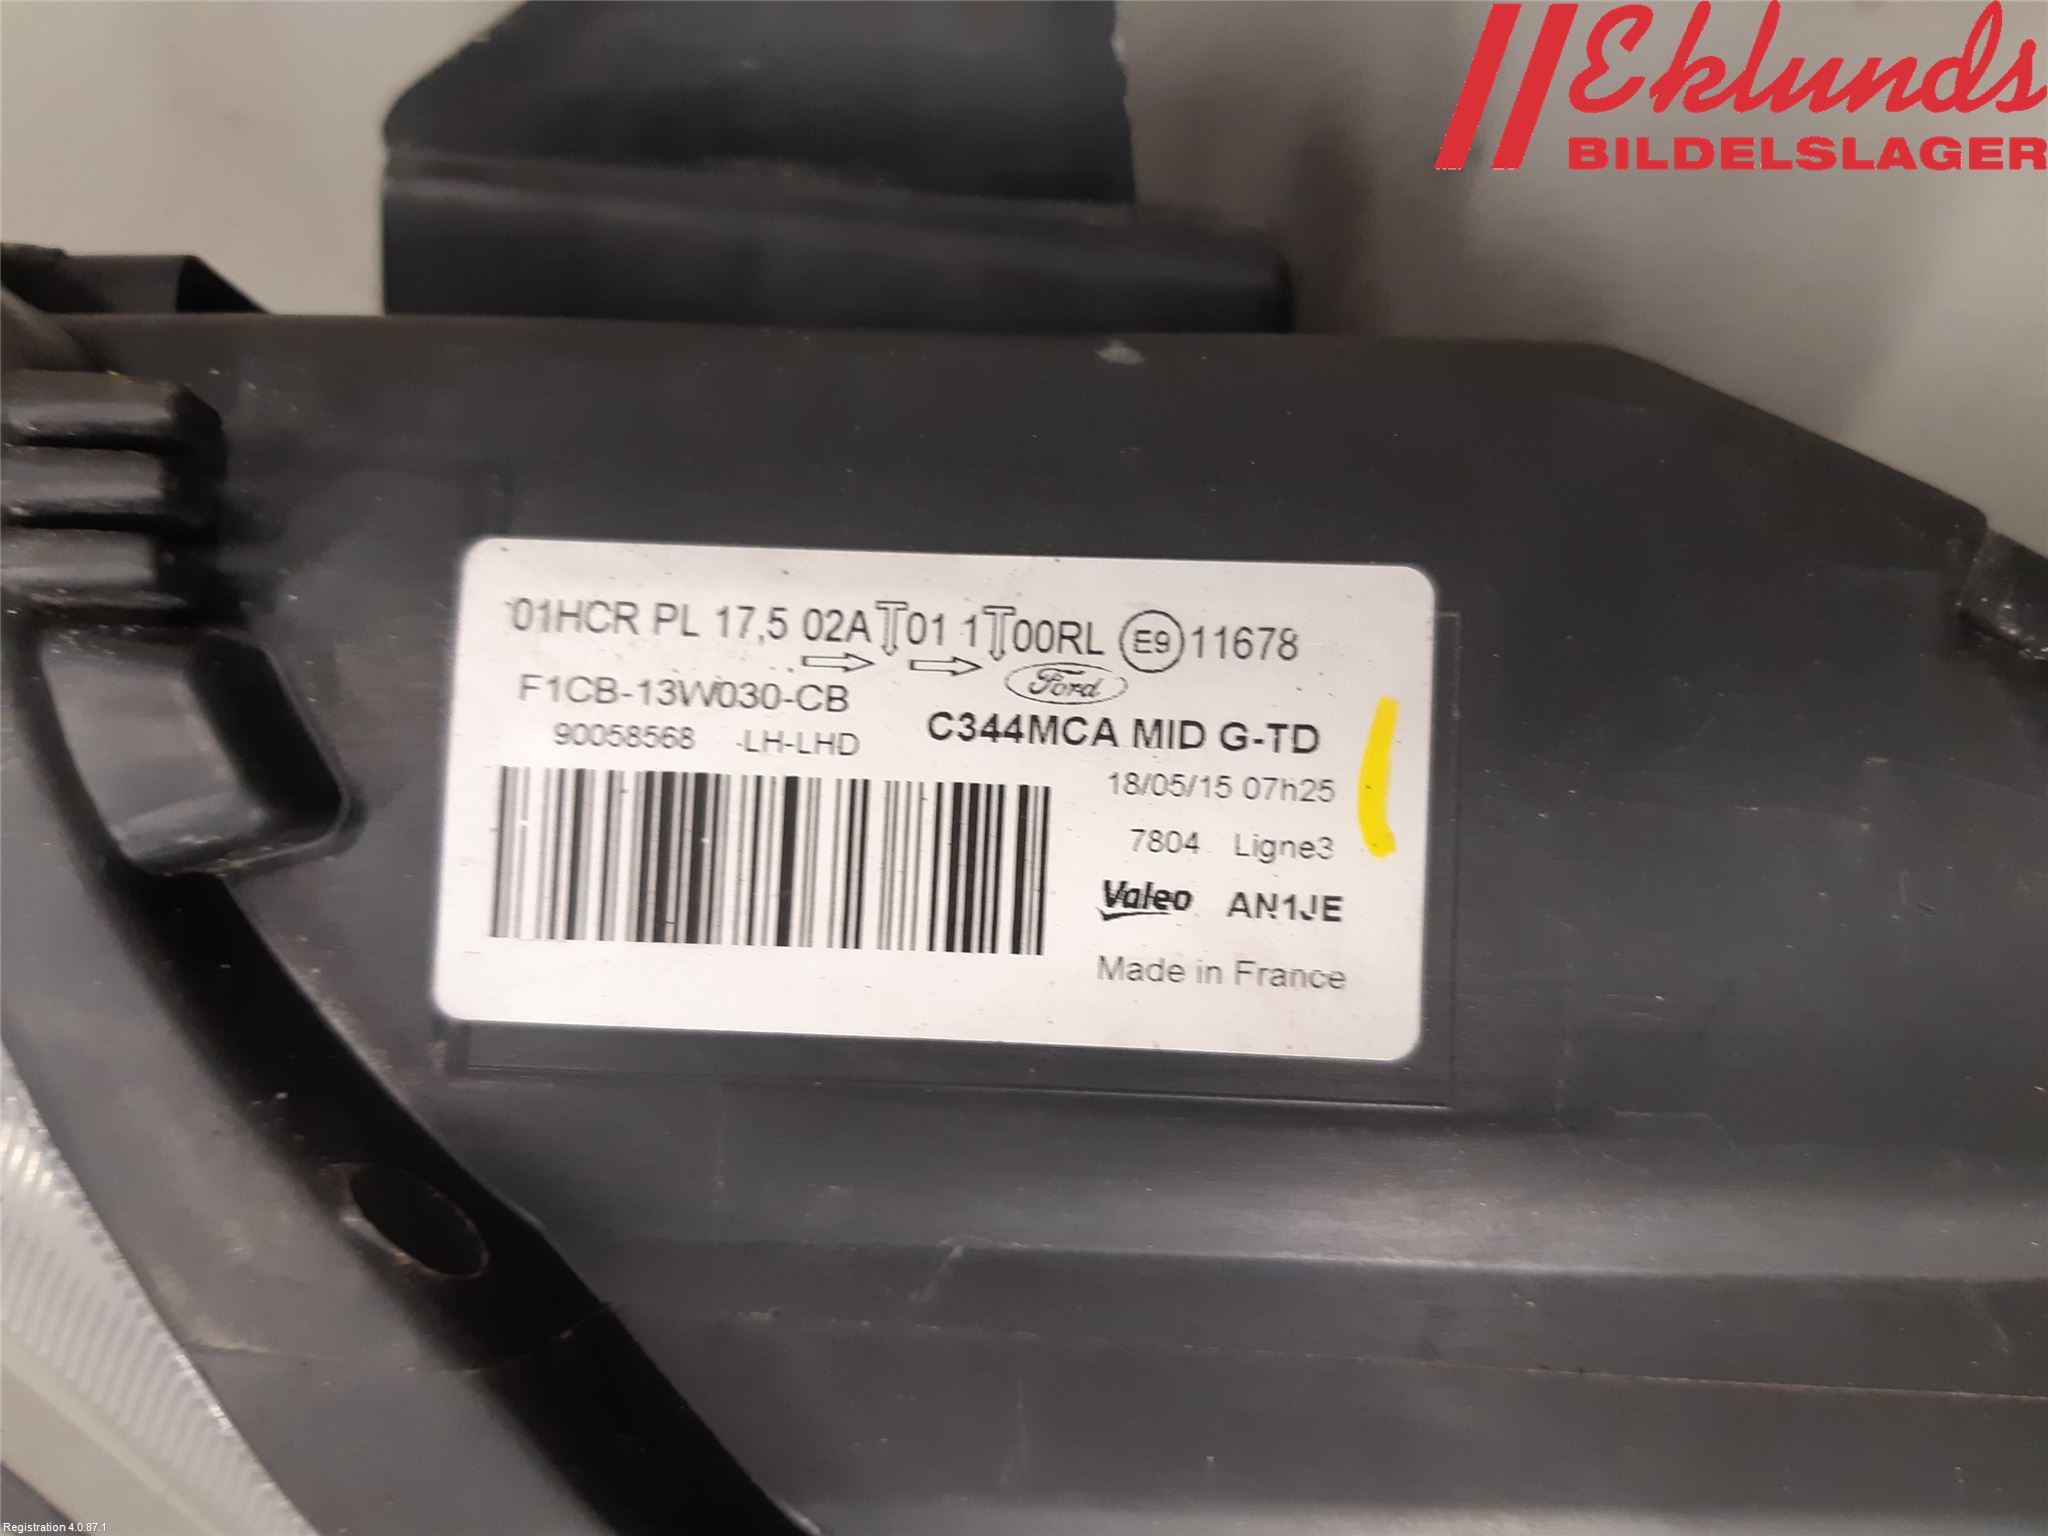 Eklunds
BILDELSLAGER
01HCR PL 17,5 02A 01 1 00RL E9 11678
F1CB-13W030-CB
Ford
90058568 -LH-LHD
C344MCA MID G-TD
18/05/15 07h25
7804 Ligne3
Valeo AN1JE
Made in France
Registration 4.0.87.1